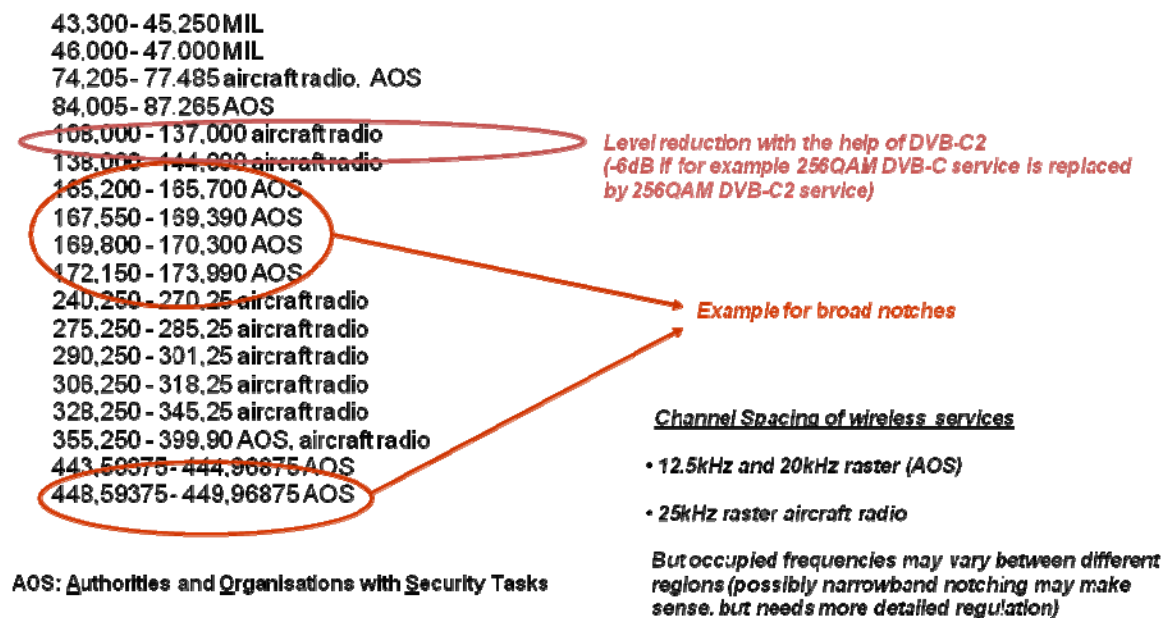 43,300- 45,250 MIL
46,000- 47.000 MIL
74,205- 77.485 aircraft radio, AOS
84,005- 87.265 AOS
108,000 - 137,000 aircraft radio
138,000 - 144,000 aircraft radio
165,200 - 165,700 AOS
167,550 - 169,390 AOS
169,800 - 170,300 AOS
172,150 - 173,990 AOS
240,250 - 270,25 aircraft radio
275,250 - 285,25 aircraft radio
290,250 - 301,25 aircraft radio
306,250 - 318,25 aircraft radio
328,250 - 345,25 aircraft radio
355,250 - 399,90 AOS, aircraft radio
443,59375- 444,96875 AOS
448,59375- 449,96875 AOS
AOS: Authorities and Organisations with Security Tasks
Level reduction with the help of DVB-C2
(-6dB if for example 256QAM DVB-C service is replaced
by 256QAM DVB-C2 service)
Example for broad notches
Channel Spacing of wireless services
• 12.5kHz and 20kHz raster (AOS)
• 25kHz raster aircraft radio
But occupied frequencies may vary between different
regions (possibly narrowband notching may make
sense, but needs more detailed regulation)